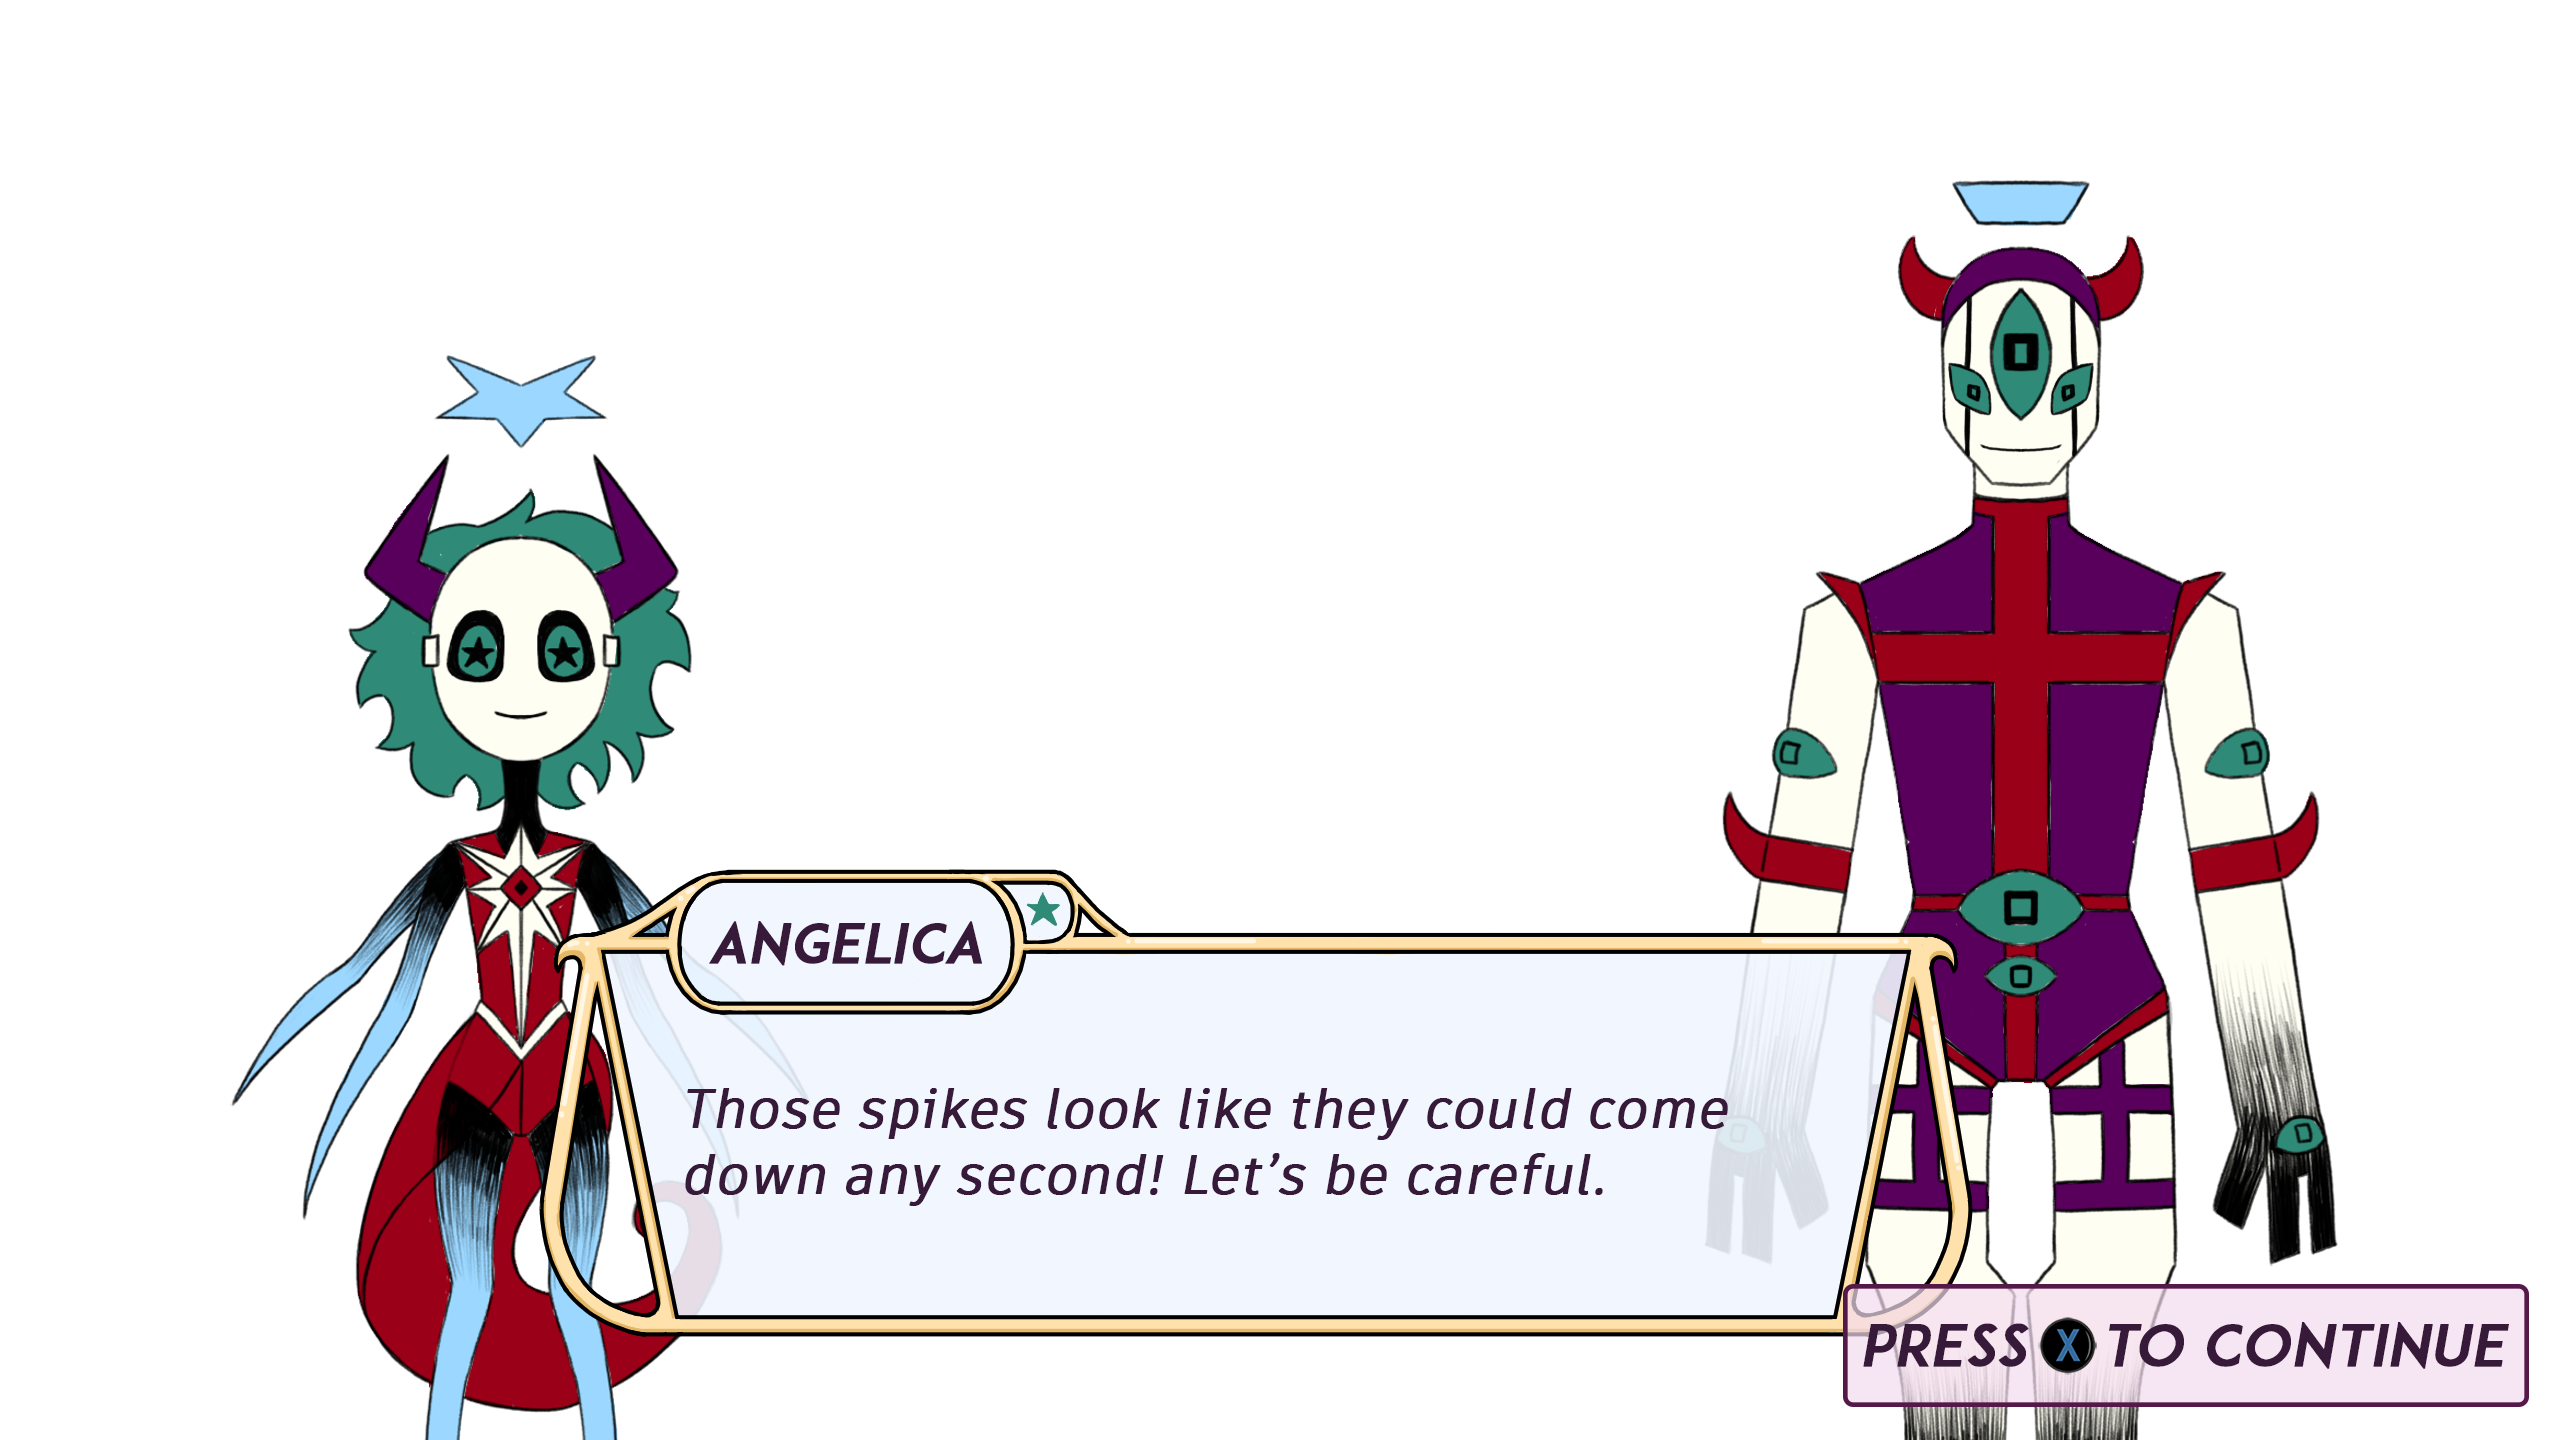 ANGELICA
Those spikes look like they could come
down any second! Let’s be careful.
PRESS X TO CONTINUE